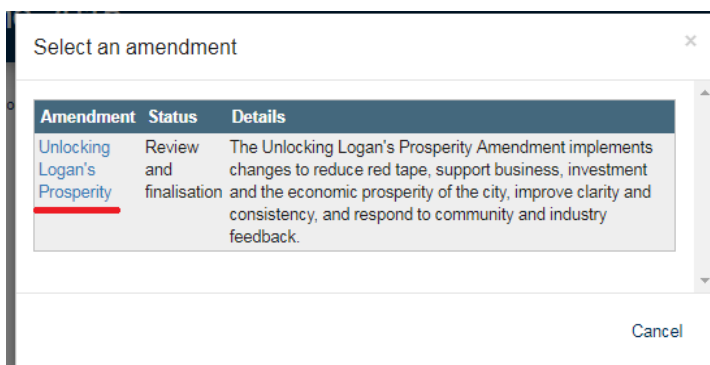 Select an amendment
×
Amendment Status Details
Unlocking Logan's Prosperity
Review and finalisation
The Unlocking Logan's Prosperity Amendment implements
changes to reduce red tape, support business, investment
and the economic prosperity of the city, improve clarity and
consistency, and respond to community and industry
feedback.
Cancel